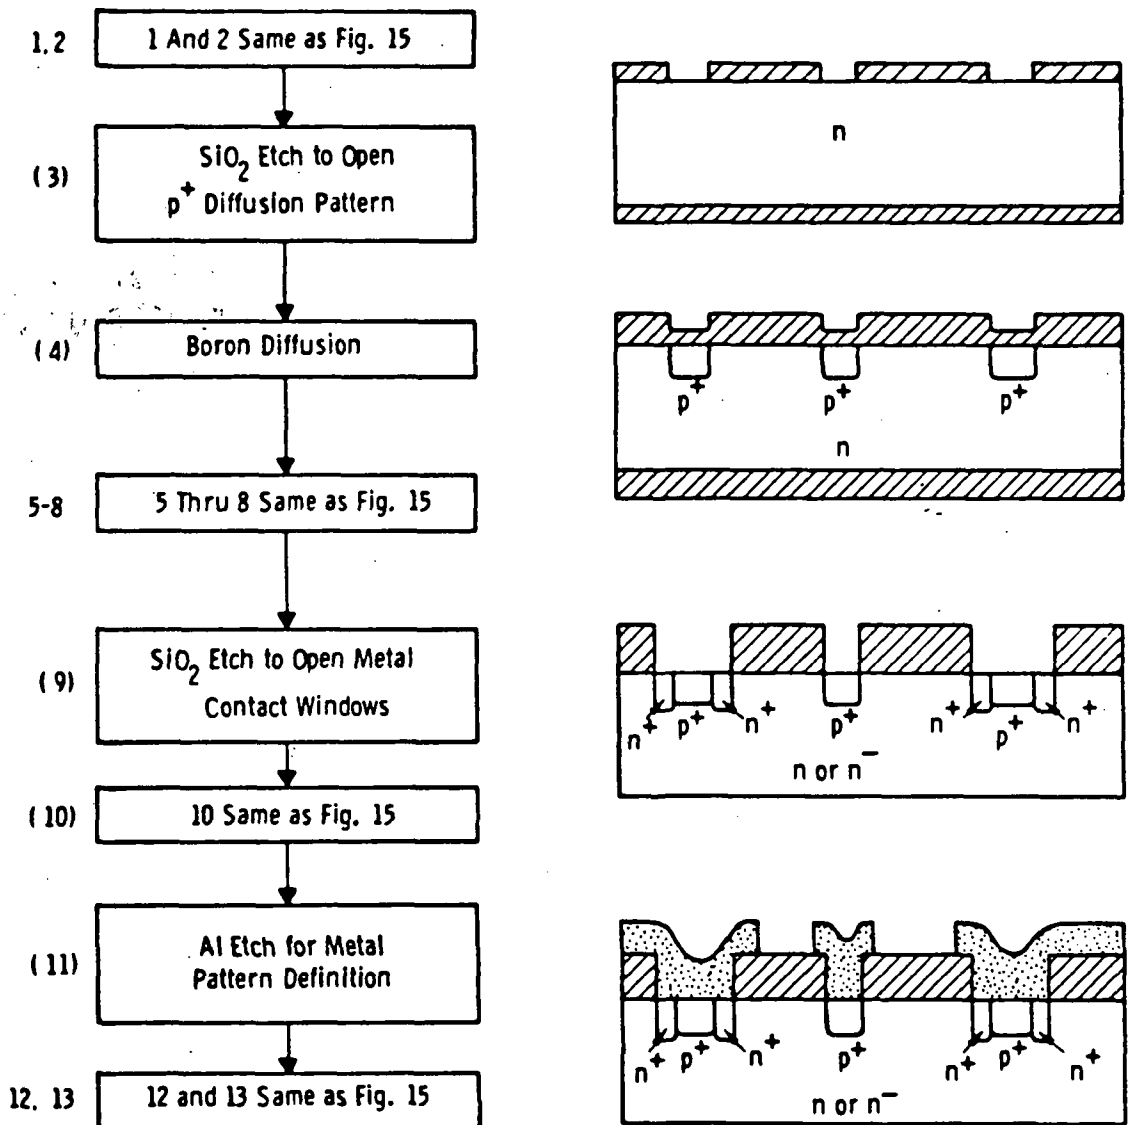 1, 2
1 And 2 Same as Fig. 15
(3)
SiO2 Etch to Open
p+ Diffusion Pattern
n
(4)
Boron Diffusion
p+ p+ p+
n
5-8
5 Thru 8 Same as Fig. 15
(9)
SiO2 Etch to Open Metal
Contact Windows
n+ p+ n+ p+ n+ p+ n+
n or n-
(10)
10 Same as Fig. 15
(11)
Al Etch for Metal
Pattern Definition
n+ p+ n+ p+ n+ p+ n+
n or n-
12, 13
12 and 13 Same as Fig. 15